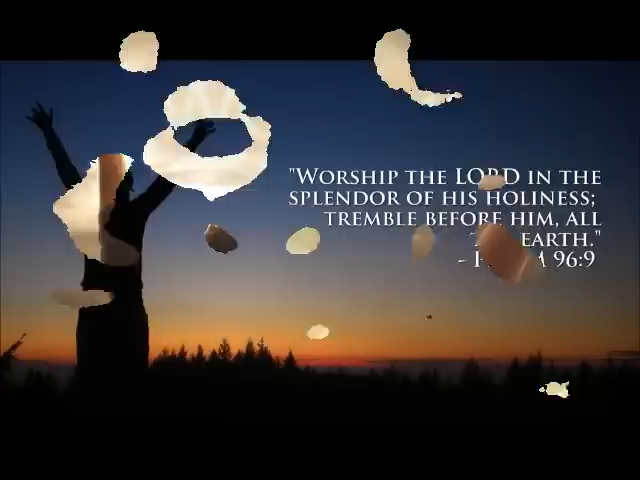 "Worship the LORD in the
splendor of his holiness;
tremble before him, all
earth."
- 96:9